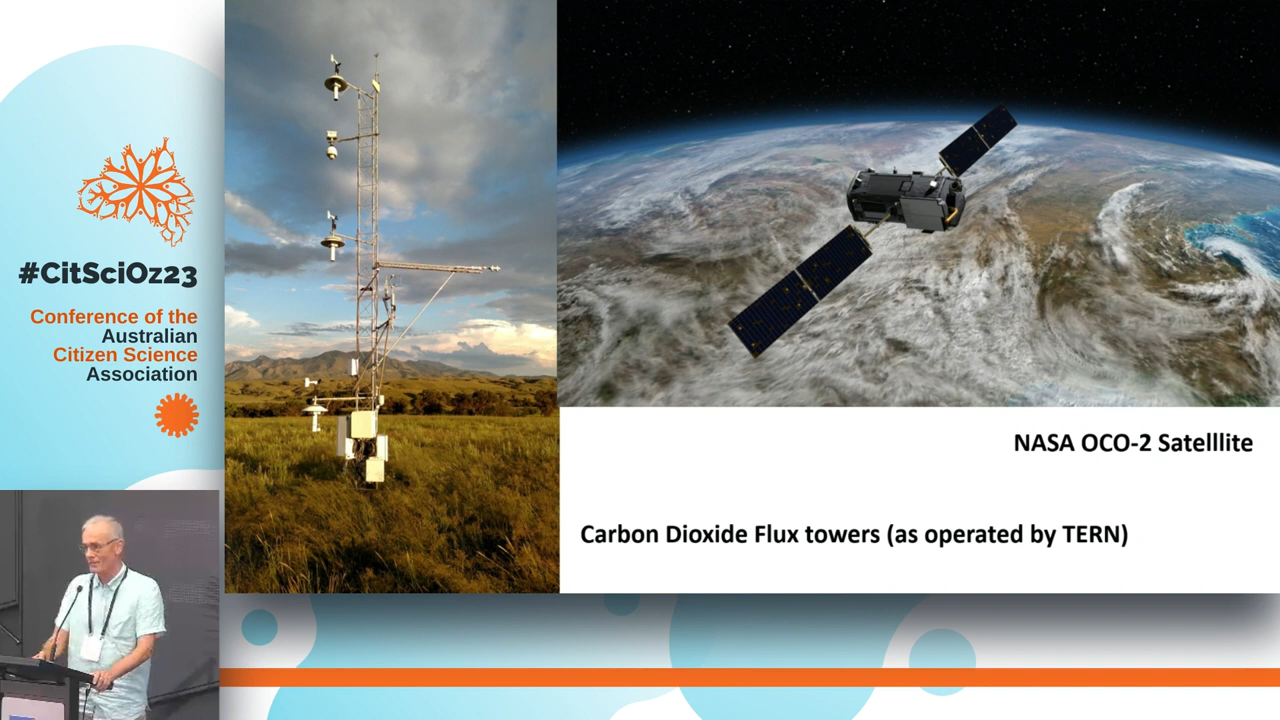 #CitSciOz23
Conference of the
Australian
Citizen Science
Association
NASA OCO-2 Satelllite
Carbon Dioxide Flux towers (as operated by TERN)